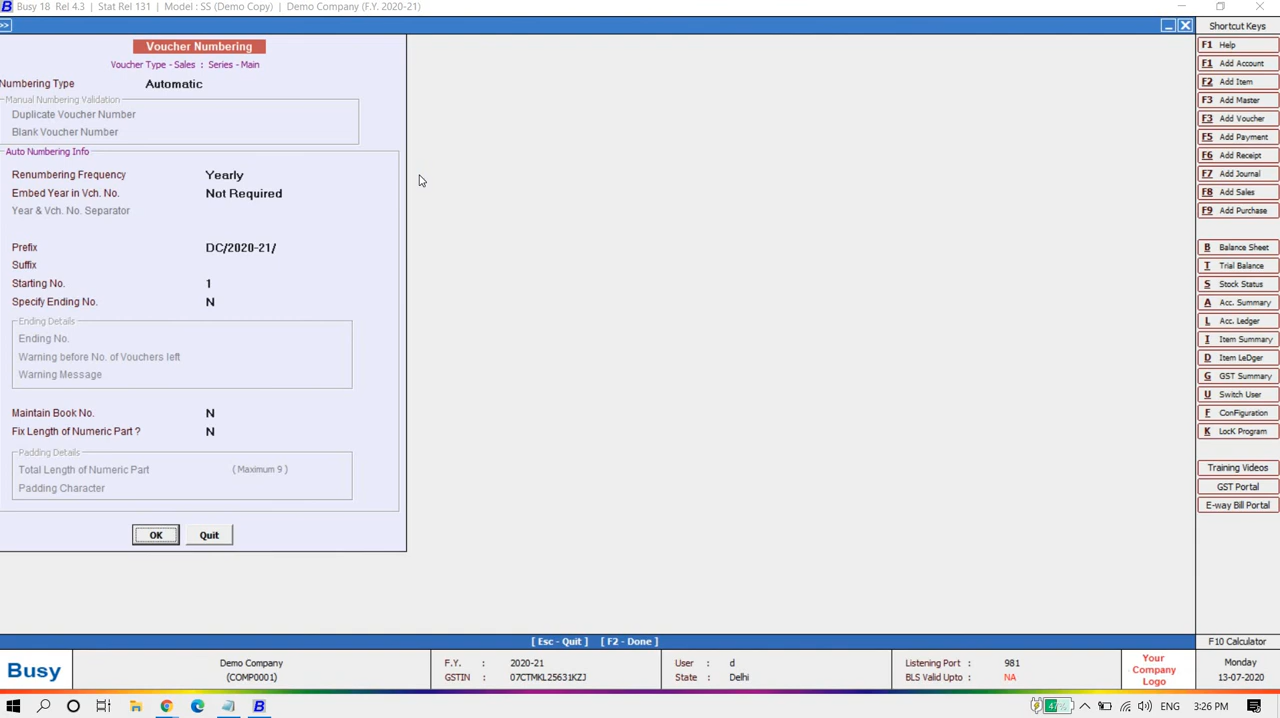 Busy 18 Rel 4.3 | Stat Rel 131 | Model : SS (Demo Copy) | Demo Company (F.Y. 2020-21)
>>
Voucher Numbering
Voucher Type - Sales : Series - Main
Numbering Type Automatic
Manual Numbering Validation
Duplicate Voucher Number
Blank Voucher Number
Auto Numbering Info
Renumbering Frequency Yearly
Embed Year in Vch. No. Not Required
Year & Vch. No. Separator
Prefix DC/2020-21/
Suffix
Starting No. 1
Specify Ending No. N
Ending Details
Ending No.
Warning before No. of Vouchers left
Warning Message
Maintain Book No. N
Fix Length of Numeric Part ? N
Padding Details
Total Length of Numeric Part ( Maximum 9 )
Padding Character
OK Quit
Shortcut Keys
F1 Help
F1 Add Account
F2 Add Item
F3 Add Master
F3 Add Voucher
F5 Add Payment
F6 Add Receipt
F7 Add Journal
F8 Add Sales
F9 Add Purchase
B Balance Sheet
T Trial Balance
S Stock Status
A Acc. Summary
L Acc. Ledger
I Item Summary
D Item LeDger
G GST Summary
U Switch User
F ConFiguration
K LocK Program
Training Videos
GST Portal
E-way Bill Portal
[ Esc - Quit ] [ F2 - Done ]
F10 Calculator
Busy
Demo Company
(COMP0001)
F.Y. : 2020-21
GSTIN : 07CTMKL25631KZJ
User : d
State : Delhi
Listening Port : 981
BLS Valid Upto : NA
Your
Company
Logo
Monday
13-07-2020
47%
ENG
3:26 PM